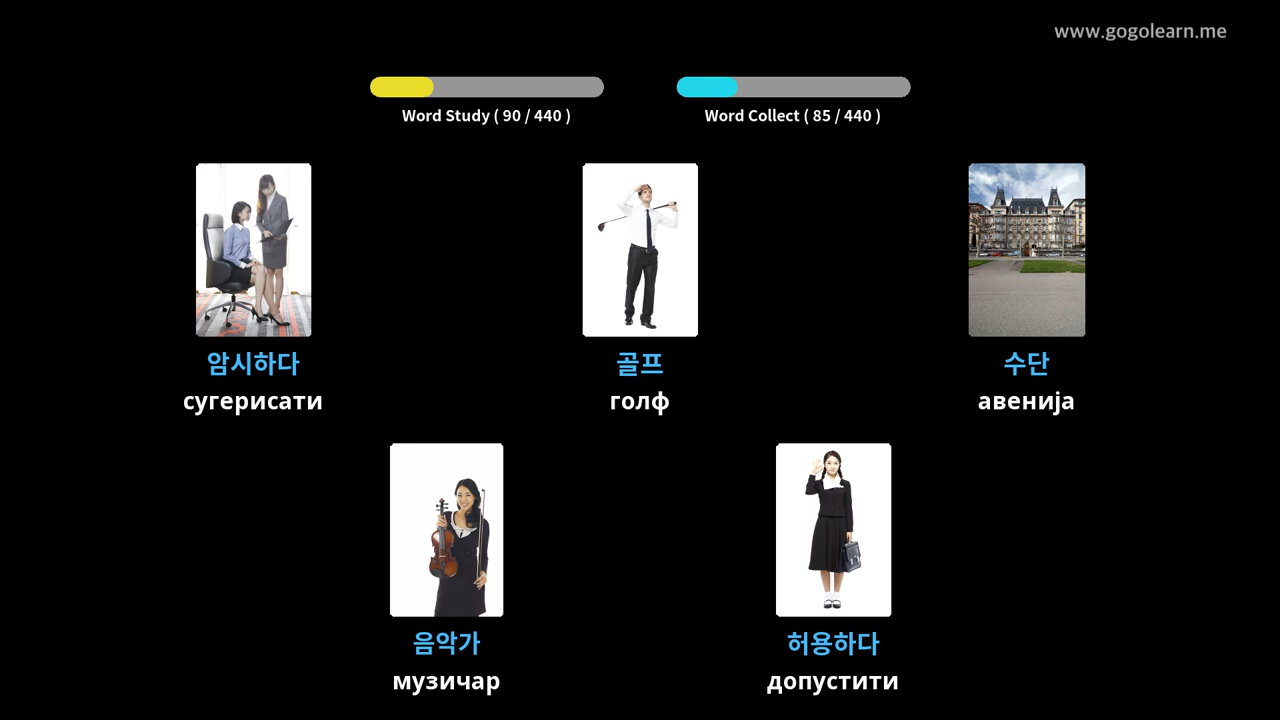 www.gogolearn.me
Word Study ( 90 / 440 )
Word Collect ( 85 / 440 )
암시하다
сугерисати
골프
голф
수단
авенија
음악가
музичар
허용하다
допустити